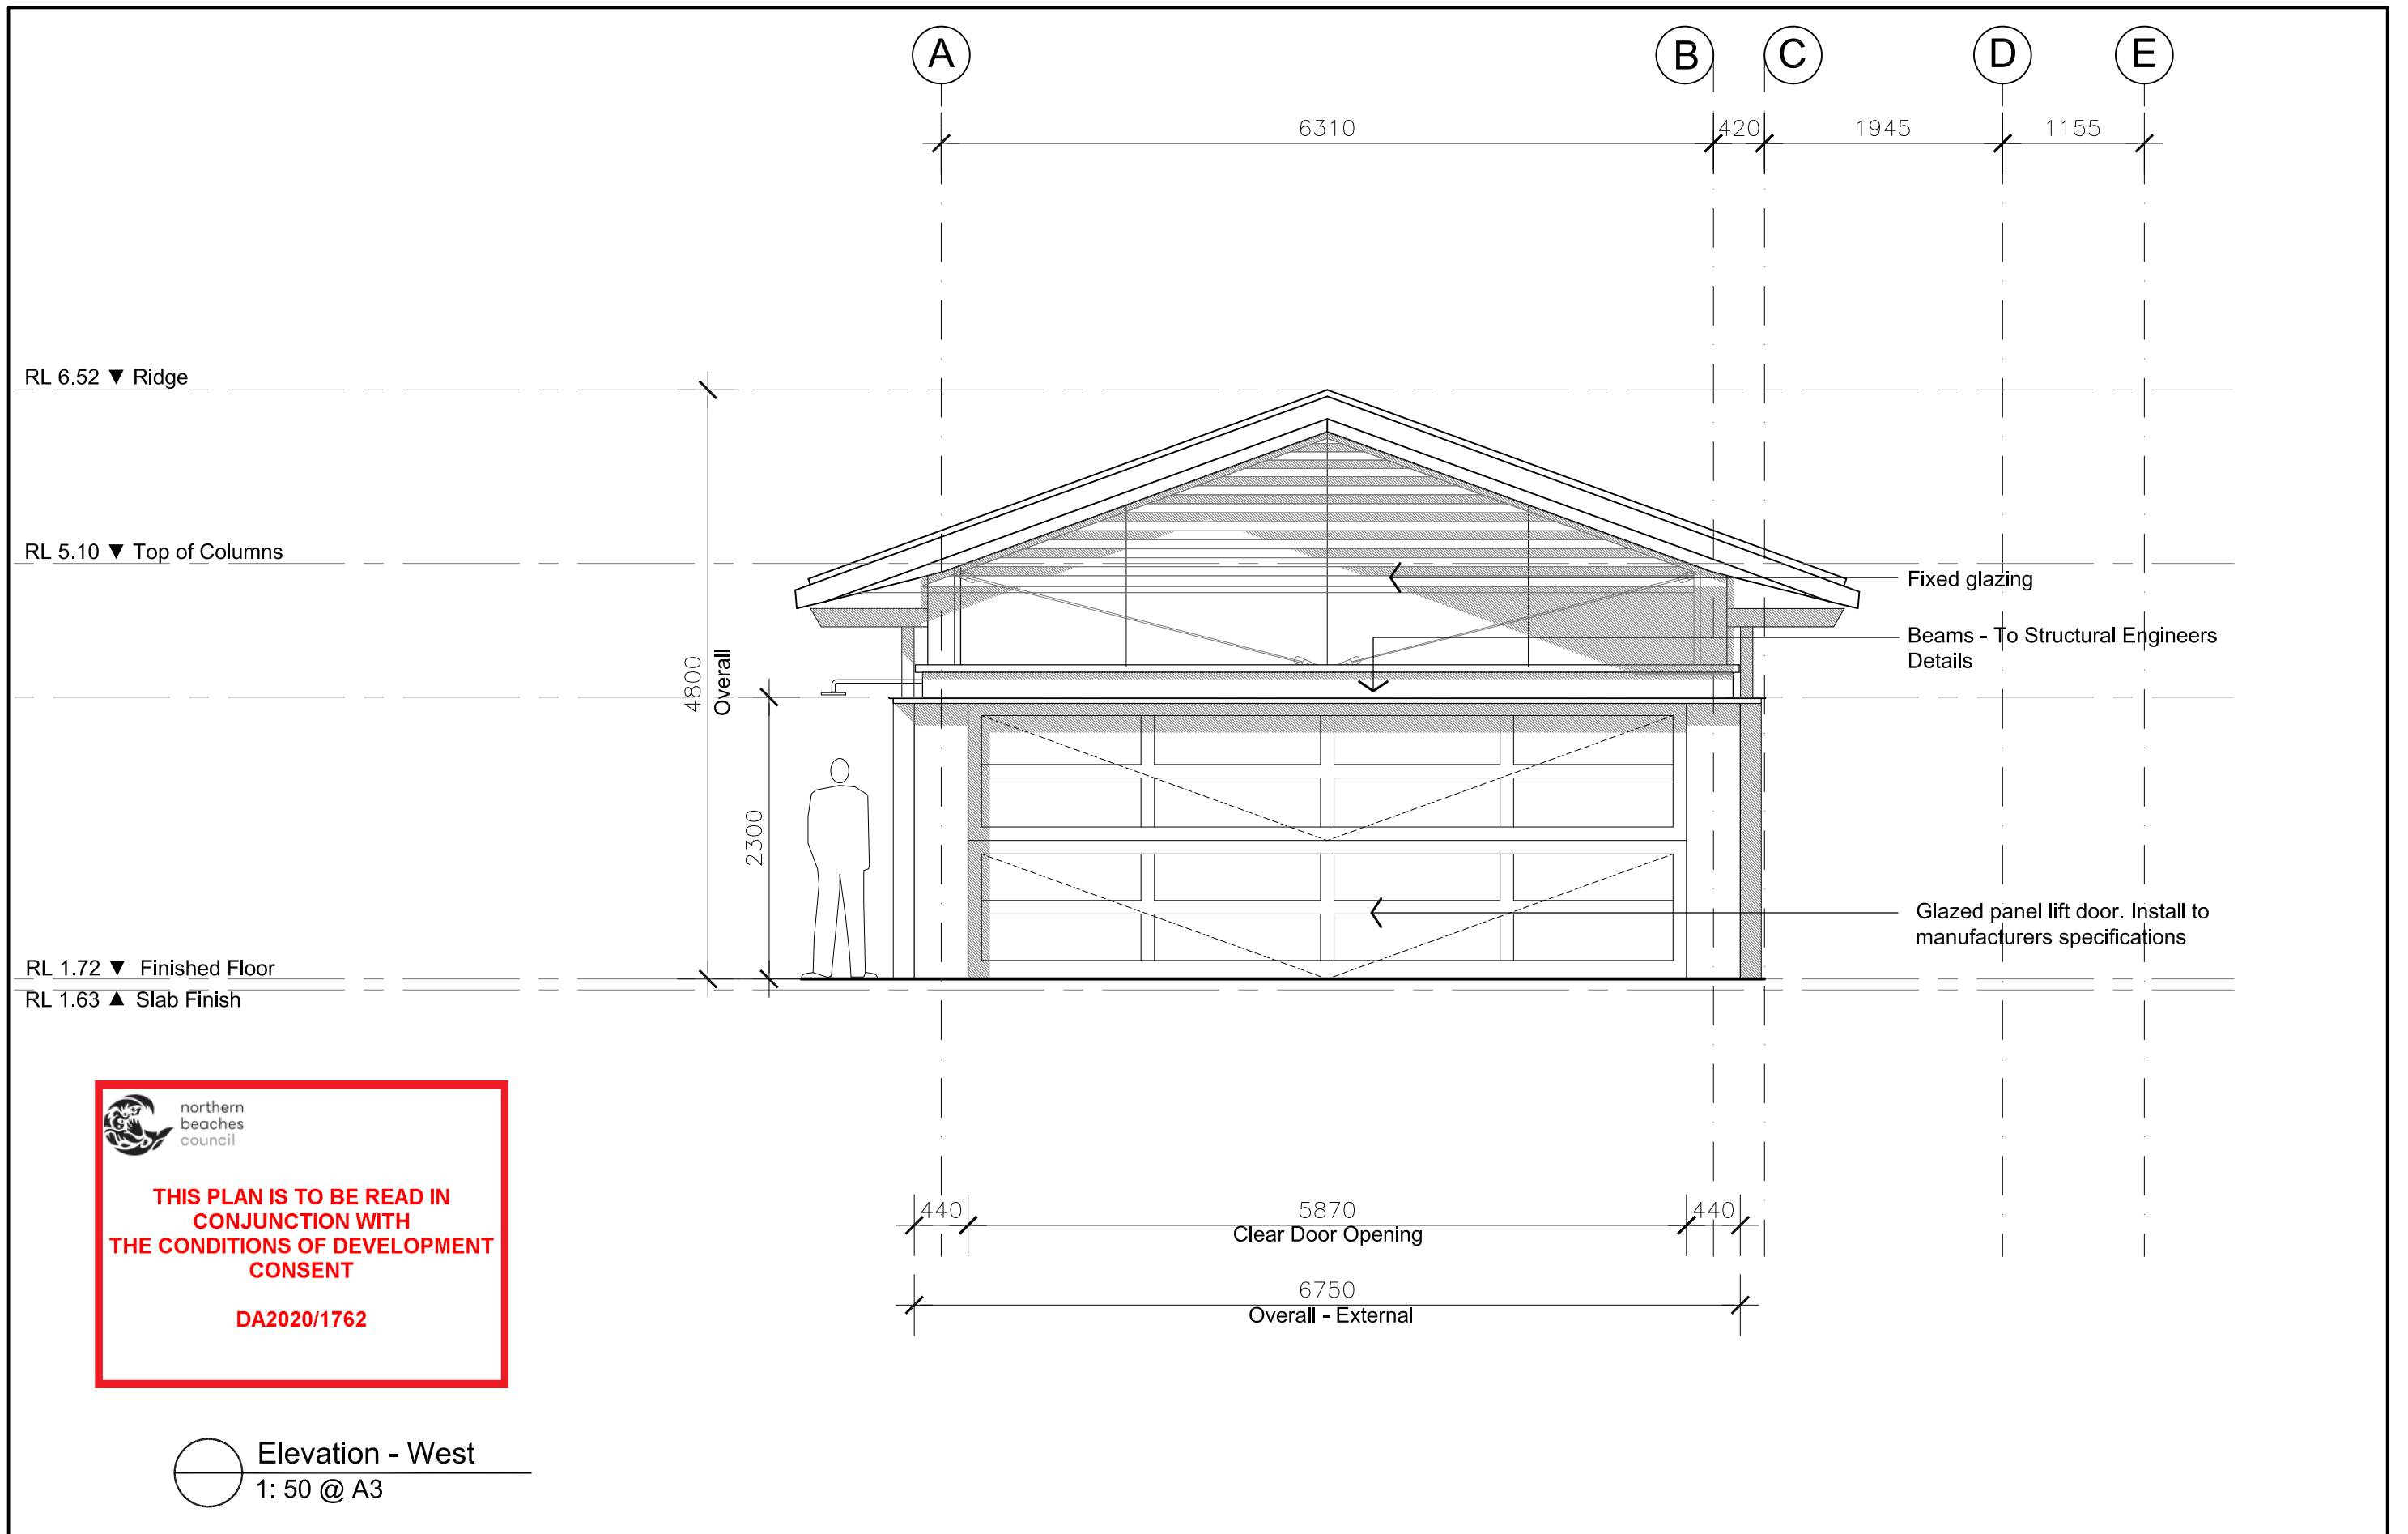 A
B
C
D
E
6310
420
1945
1155
RL 6.52 ▼ Ridge
RL 5.10 ▼ Top of Columns
Fixed glazing
Beams - To Structural Engineers
Details
4800
Overall
2300
Glazed panel lift door. Install to
manufacturers specifications
RL 1.72 ▼ Finished Floor
RL 1.63 ▲ Slab Finish
northern
beaches
council
THIS PLAN IS TO BE READ IN
CONJUNCTION WITH
THE CONDITIONS OF DEVELOPMENT
CONSENT
DA2020/1762
440
5870
440
Clear Door Opening
6750
Overall - External
Elevation - West
1: 50 @ A3